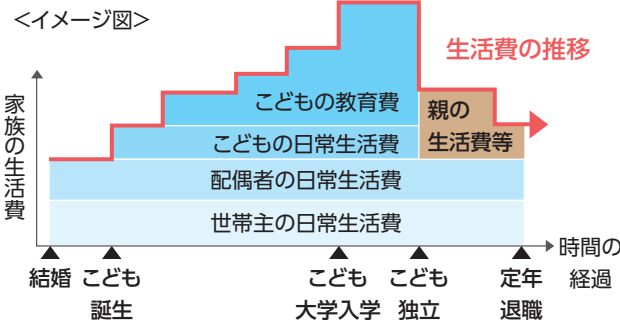 ＜イメージ図＞
生活費の推移
家族の生活費
こどもの教育費
親の
生活費等
こどもの日常生活費
配偶者の日常生活費
世帯主の日常生活費
時間の
経過
結婚
こども
誕生
こども
大学入学
こども
独立
定年
退職